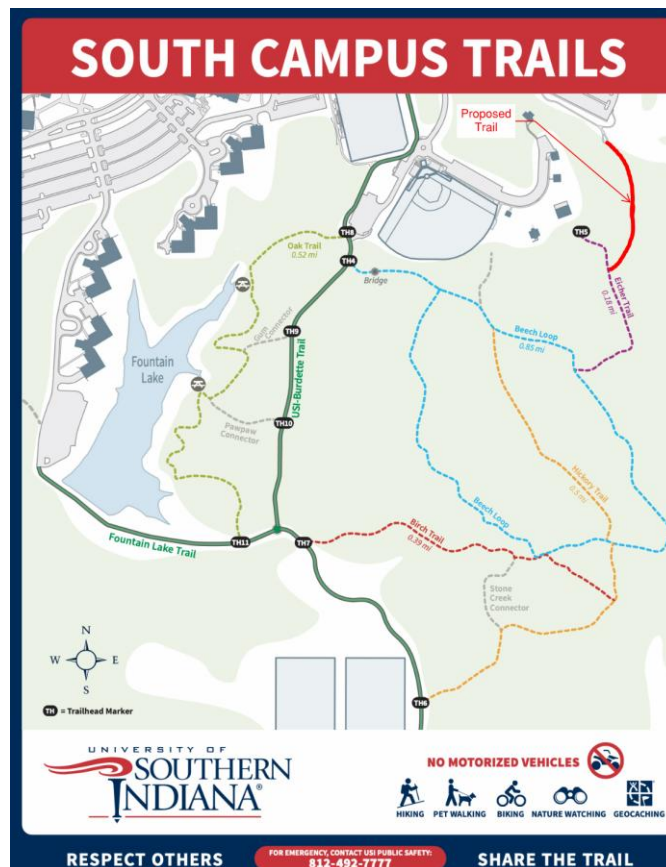 SOUTH CAMPUS TRAILS
Proposed
Trail
TH8
Oak Trail
0.52 mi
TH4
TH5
Bridge
Eicher Trail
0.18 mi
Gum
Connector
TH9
Beech Loop
0.85 mi
Fountain
Lake
USI-Burdette Trail
Pawpaw
Connector
TH10
Hickory Trail
0.5 mi
Beech Loop
Birch Trail
0.39 mi
TH11
TH7
Fountain Lake Trail
Stone
Creek
Connector
N
W E
S
TH6
TH = Trailhead Marker
UNIVERSITY OF
SOUTHERN
INDIANA®
NO MOTORIZED VEHICLES
HIKING PET WALKING BIKING NATURE WATCHING GEOCACHING
RESPECT OTHERS
FOR EMERGENCY, CONTACT USI PUBLIC SAFETY:
812-492-7777
SHARE THE TRAIL